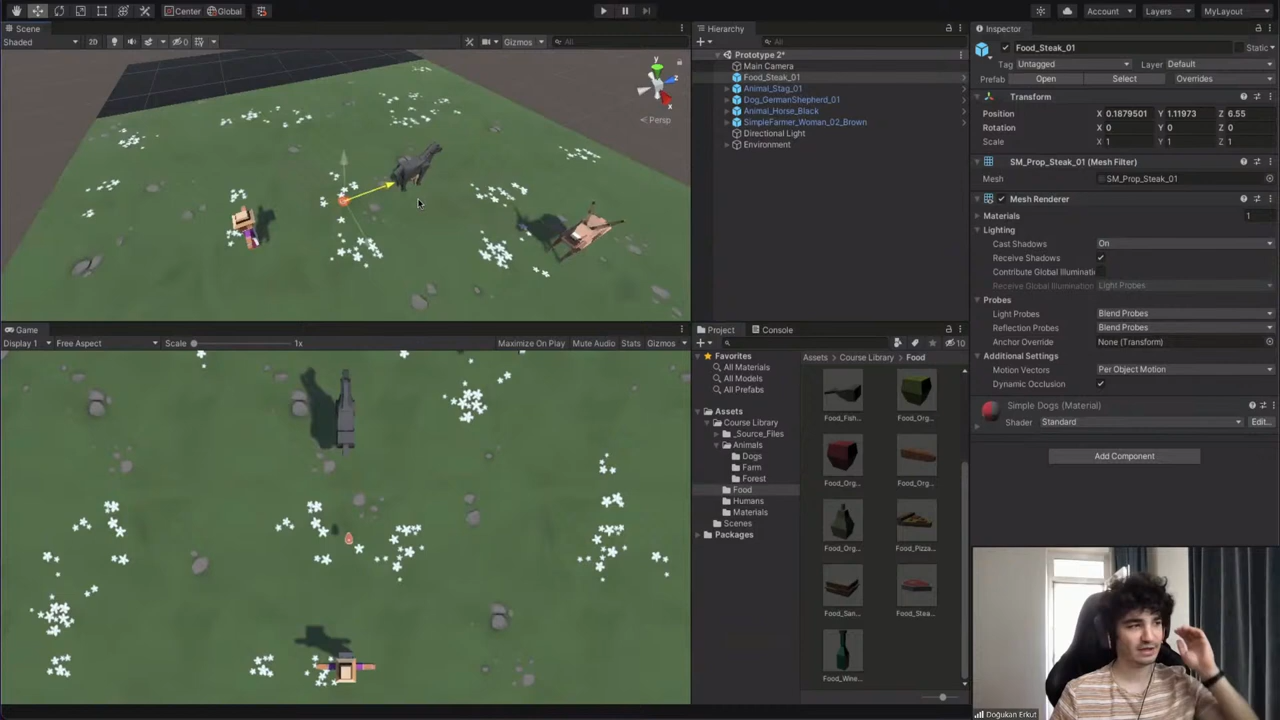 Center Global
Account Layers MyLayout
Scene
Shaded 2D 0 Gizmos All
y
z
x
Persp
Game
Display 1 Free Aspect Scale 1x Maximize On Play Mute Audio Stats Gizmos
Hierarchy
All
Prototype 2*
Main Camera
Food_Steak_01
Animal_Stag_01
Dog_GermanShepherd_01
Animal_Horse_Black
SimpleFarmer_Woman_02_Brown
Directional Light
Environment
Project Console
10
Favorites
All Materials
All Models
All Prefabs
Assets
Course Library
_Source_Files
Animals
Dogs
Farm
Forest
Food
Humans
Materials
Scenes
Packages
Assets Course Library Food
Food_Fish... Food_Org...
Food_Org... Food_Org...
Food_Org... Food_Pizza...
Food_San... Food_Stea...
Food_Wine...
Inspector
Food_Steak_01 Static
Tag Untagged Layer Default
Prefab Open Select Overrides
Transform
Position X 0.1879501 Y 1.11973 Z 6.55
Rotation X 0 Y 0 Z 0
Scale X 1 Y 1 Z 1
SM_Prop_Steak_01 (Mesh Filter)
Mesh SM_Prop_Steak_01
Mesh Renderer
Materials 1
Lighting
Cast Shadows On
Receive Shadows
Contribute Global Illuminati
Receive Global Illumination Light Probes
Probes
Light Probes Blend Probes
Reflection Probes Blend Probes
Anchor Override None (Transform)
Additional Settings
Motion Vectors Per Object Motion
Dynamic Occlusion
Simple Dogs (Material)
Shader Standard Edit...
Add Component
Doğukan Erkut